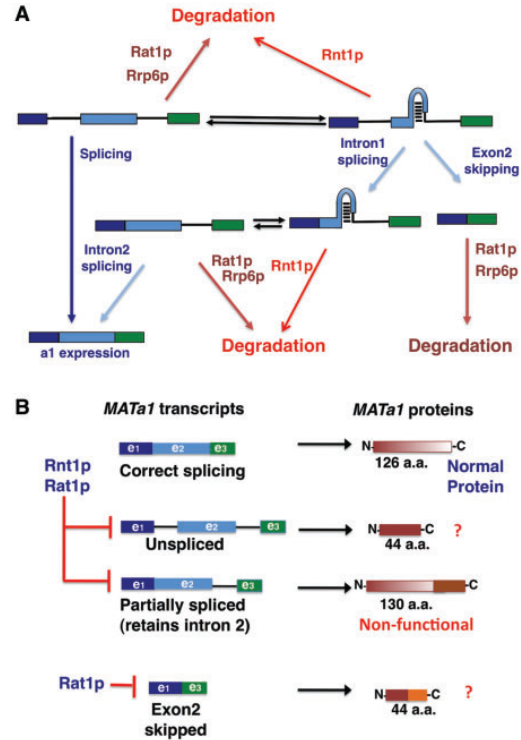 A
Degradation
Rat1p
Rrp6p
Rnt1p
Splicing
Intron1
splicing
Exon2
skipping
Intron2
splicing
Rat1p
Rrp6p
Rnt1p
Rat1p
Rrp6p
a1 expression
Degradation
Degradation
B
MATa1 transcripts
MATa1 proteins
e1 e2 e3
N- -C
Correct splicing
126 a.a.
Normal
Protein
Rnt1p
Rat1p
e1 e2 e3
N- -C ?
Unspliced
44 a.a.
e1 e2 e3
N- -C
Partially spliced
(retains intron 2)
130 a.a.
Non-functional
Rat1p
e1 e3
N- -C ?
Exon2
skipped
44 a.a.